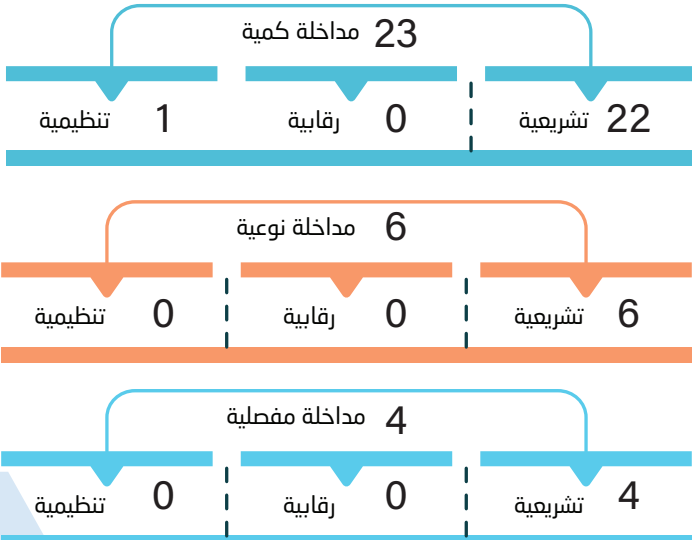 23 مداخلة كمية
22 تشريعية 0 رقابية 1 تنظيمية
6 مداخلة نوعية
6 تشريعية 0 رقابية 0 تنظيمية
4 مداخلة مفصلية
4 تشريعية 0 رقابية 0 تنظيمية